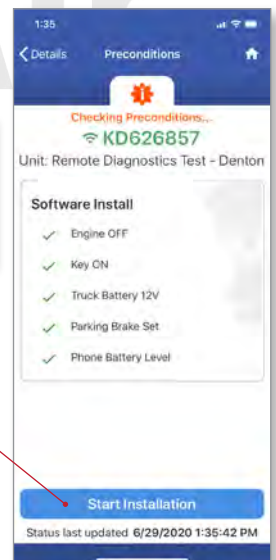 1:35
Details Preconditions
Checking Preconditions...
KD626857
Unit: Remote Diagnostics Test - Denton
Software Install
Engine OFF
Key ON
Truck Battery 12V
Parking Brake Set
Phone Battery Level
Start Installation
Status last updated 6/29/2020 1:35:42 PM